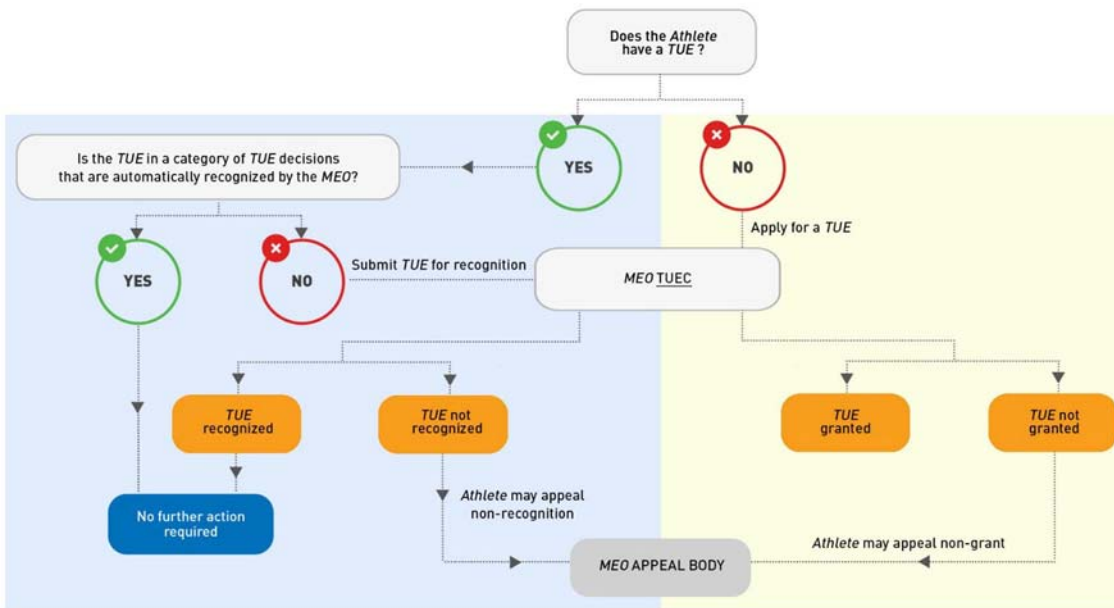 Does the Athlete
have a TUE ?
Is the TUE in a category of TUE decisions
that are automatically recognized by the MEO?
YES
NO
Apply for a TUE
YES
NO
Submit TUE for recognition
MEO TUEC
TUE
recognized
TUE not
recognized
TUE
granted
TUE not
granted
No further action
required
Athlete may appeal
non-recognition
Athlete may appeal non-grant
MEO APPEAL BODY